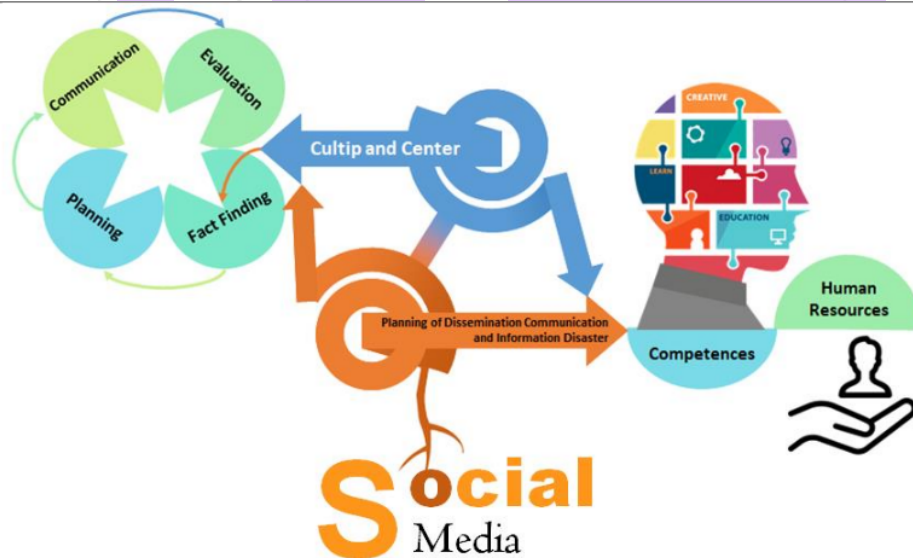 Communication
Evaluation
Planning
Fact Finding
Cultip and Center
Planning of Dissemination Communication
and Information Disaster
CREATIVE
LEARN
EDUCATION
Competences
Human
Resources
Social
Media